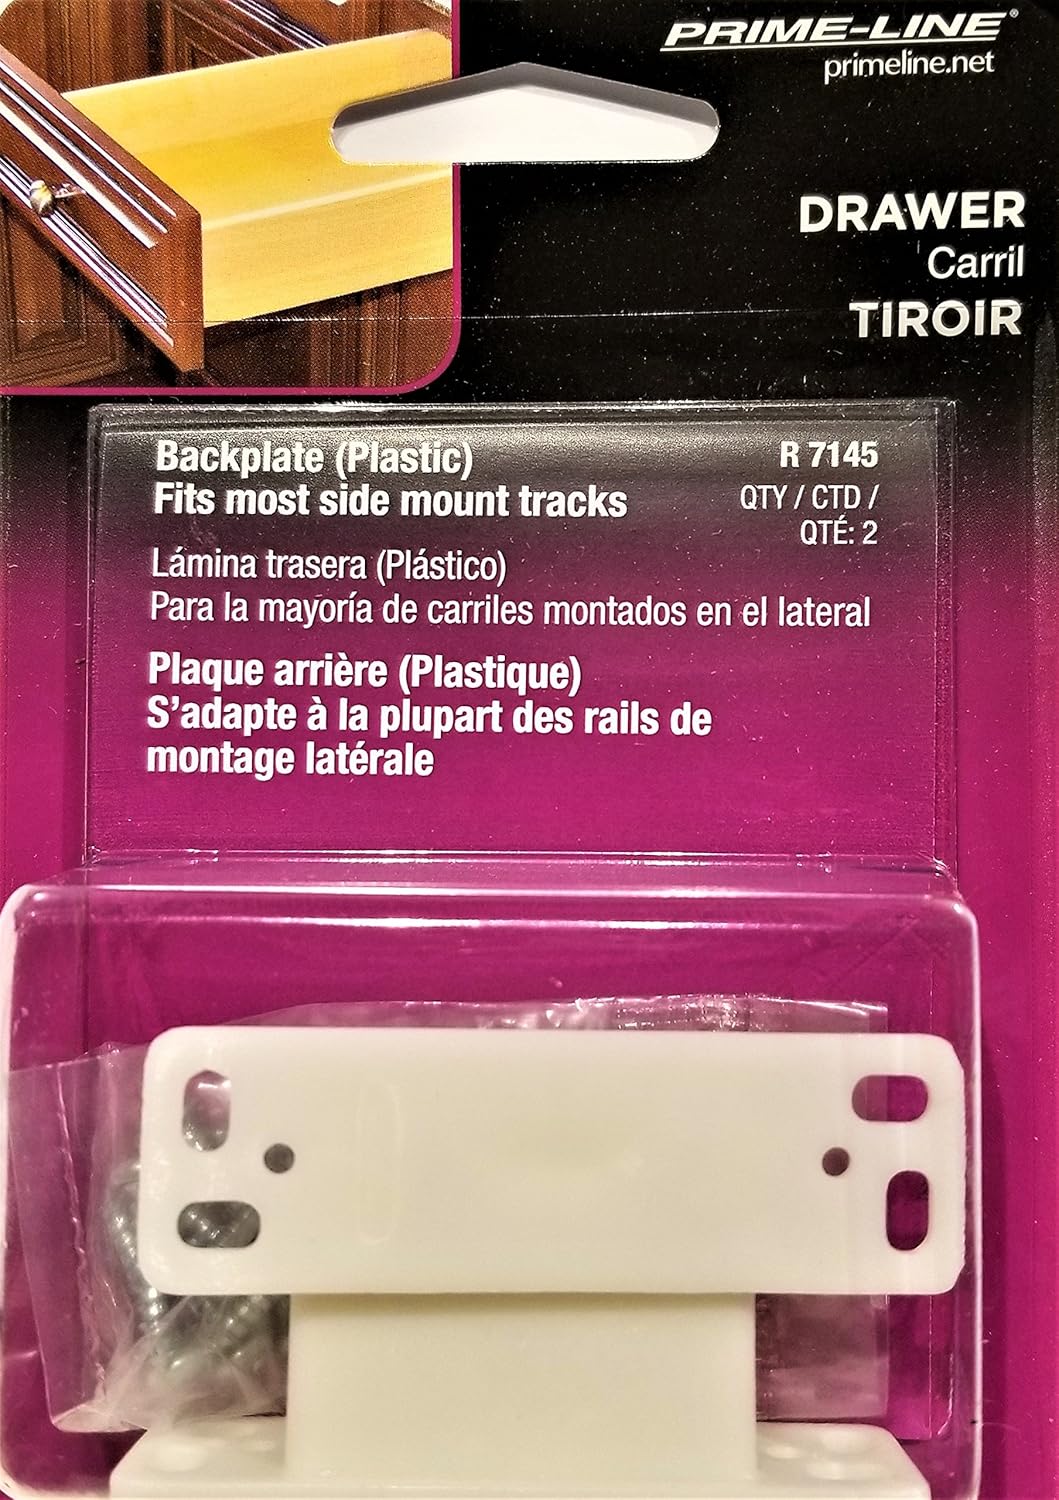 PRIME-LINE®
primeline.net
DRAWER
Carril
TIROIR
Backplate (Plastic)
Fits most side mount tracks
R 7145
QTY / CTD /
QTÉ: 2
Lámina trasera (Plástico)
Para la mayoría de carriles montados en el lateral
Plaque arrière (Plastique)
S'adapte à la plupart des rails de
montage latérale